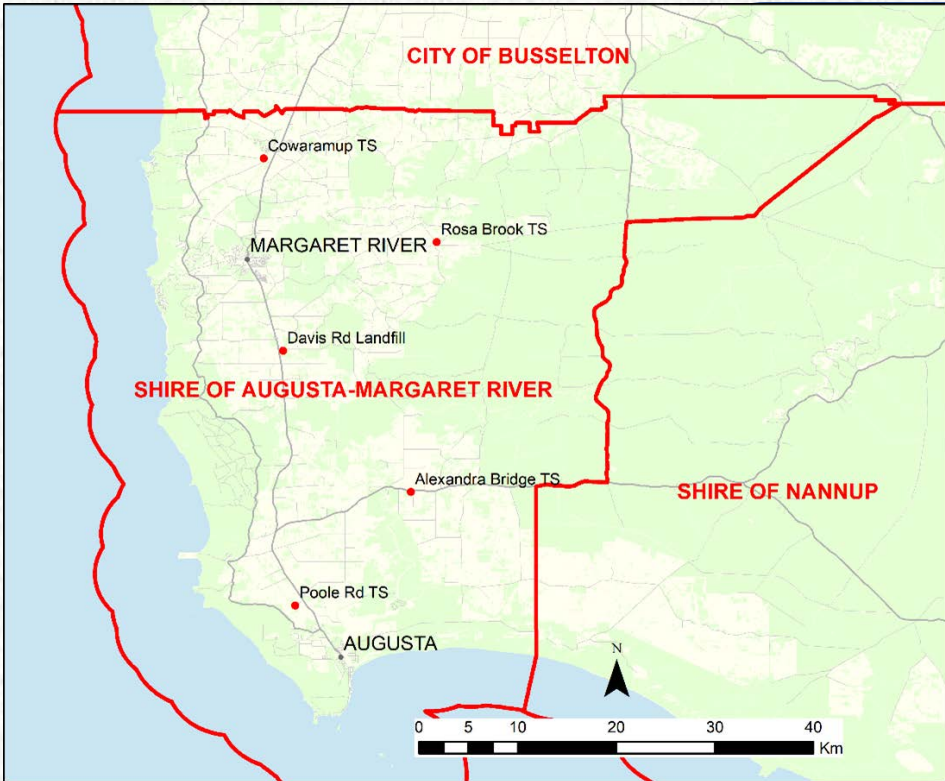 CITY OF BUSSELTON
Cowaramup TS
Rosa Brook TS
MARGARET RIVER
Davis Rd Landfill
SHIRE OF AUGUSTA-MARGARET RIVER
Alexandra Bridge TS
SHIRE OF NANNUP
Poole Rd TS
AUGUSTA
N
0 5 10 20 30 40
Km